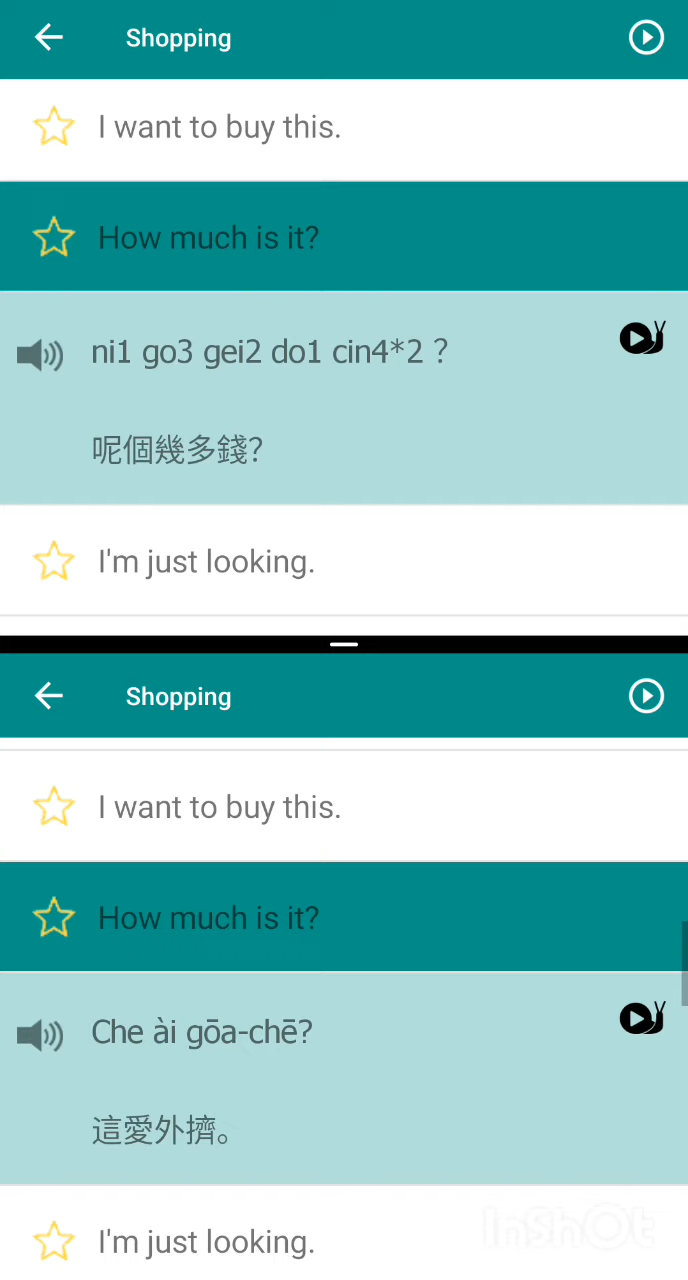 Shopping
I want to buy this.
How much is it?
ni1 go3 gei2 do1 cin4*2 ?
呢個幾多錢?
I'm just looking.
Shopping
I want to buy this.
How much is it?
Che ài gōa-chē?
這愛外擠。
I'm just looking.
InShOt